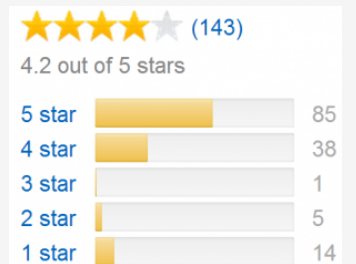 (143)
4.2 out of 5 stars
5 star 85
4 star 38
3 star 1
2 star 5
1 star 14